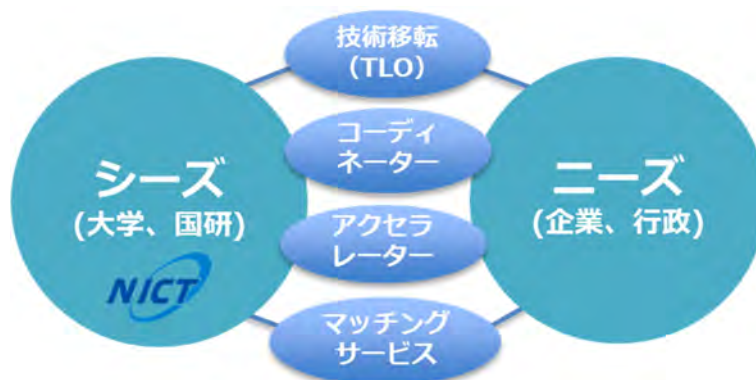 技術移転
（TLO）
コーディ
ネーター
シーズ
(大学、国研)
NICT
アクセラ
レーター
ニーズ
(企業、行政)
マッチング
サービス